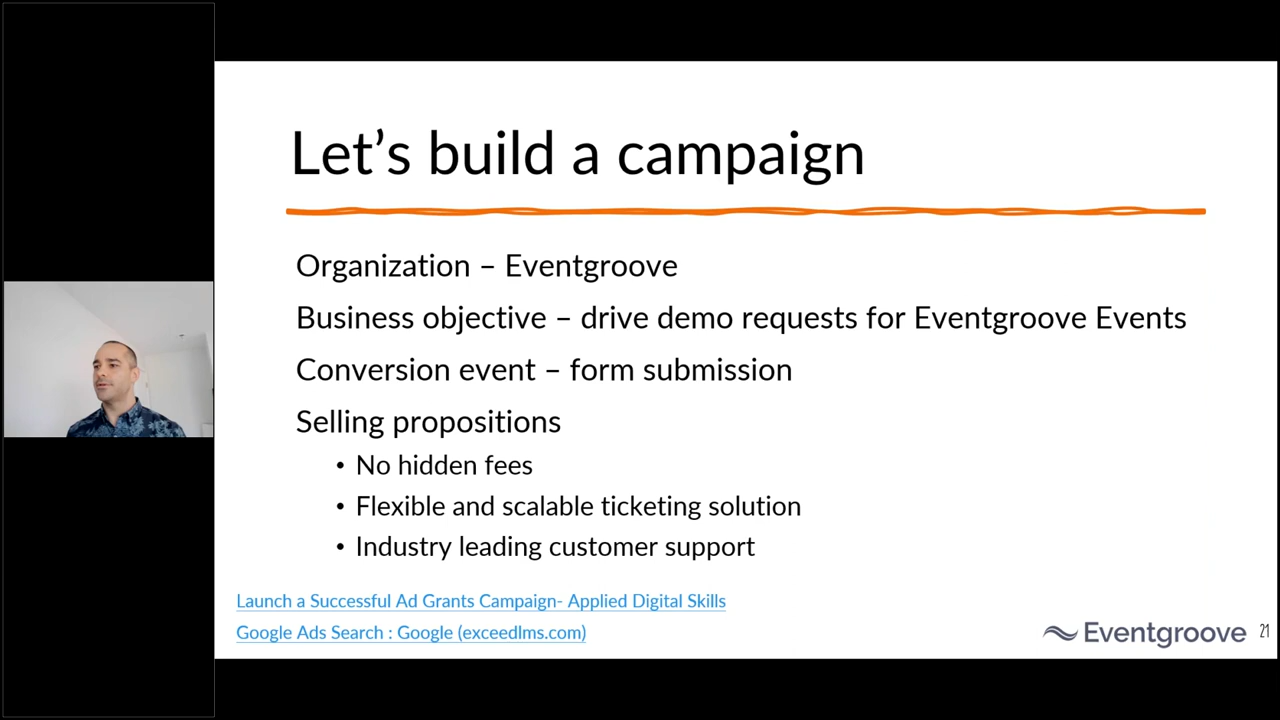 Let's build a campaign
Organization – Eventgroove
Business objective – drive demo requests for Eventgroove Events
Conversion event – form submission
Selling propositions
• No hidden fees
• Flexible and scalable ticketing solution
• Industry leading customer support
Launch a Successful Ad Grants Campaign- Applied Digital Skills
Google Ads Search : Google (exceedlms.com)
Eventgroove 21